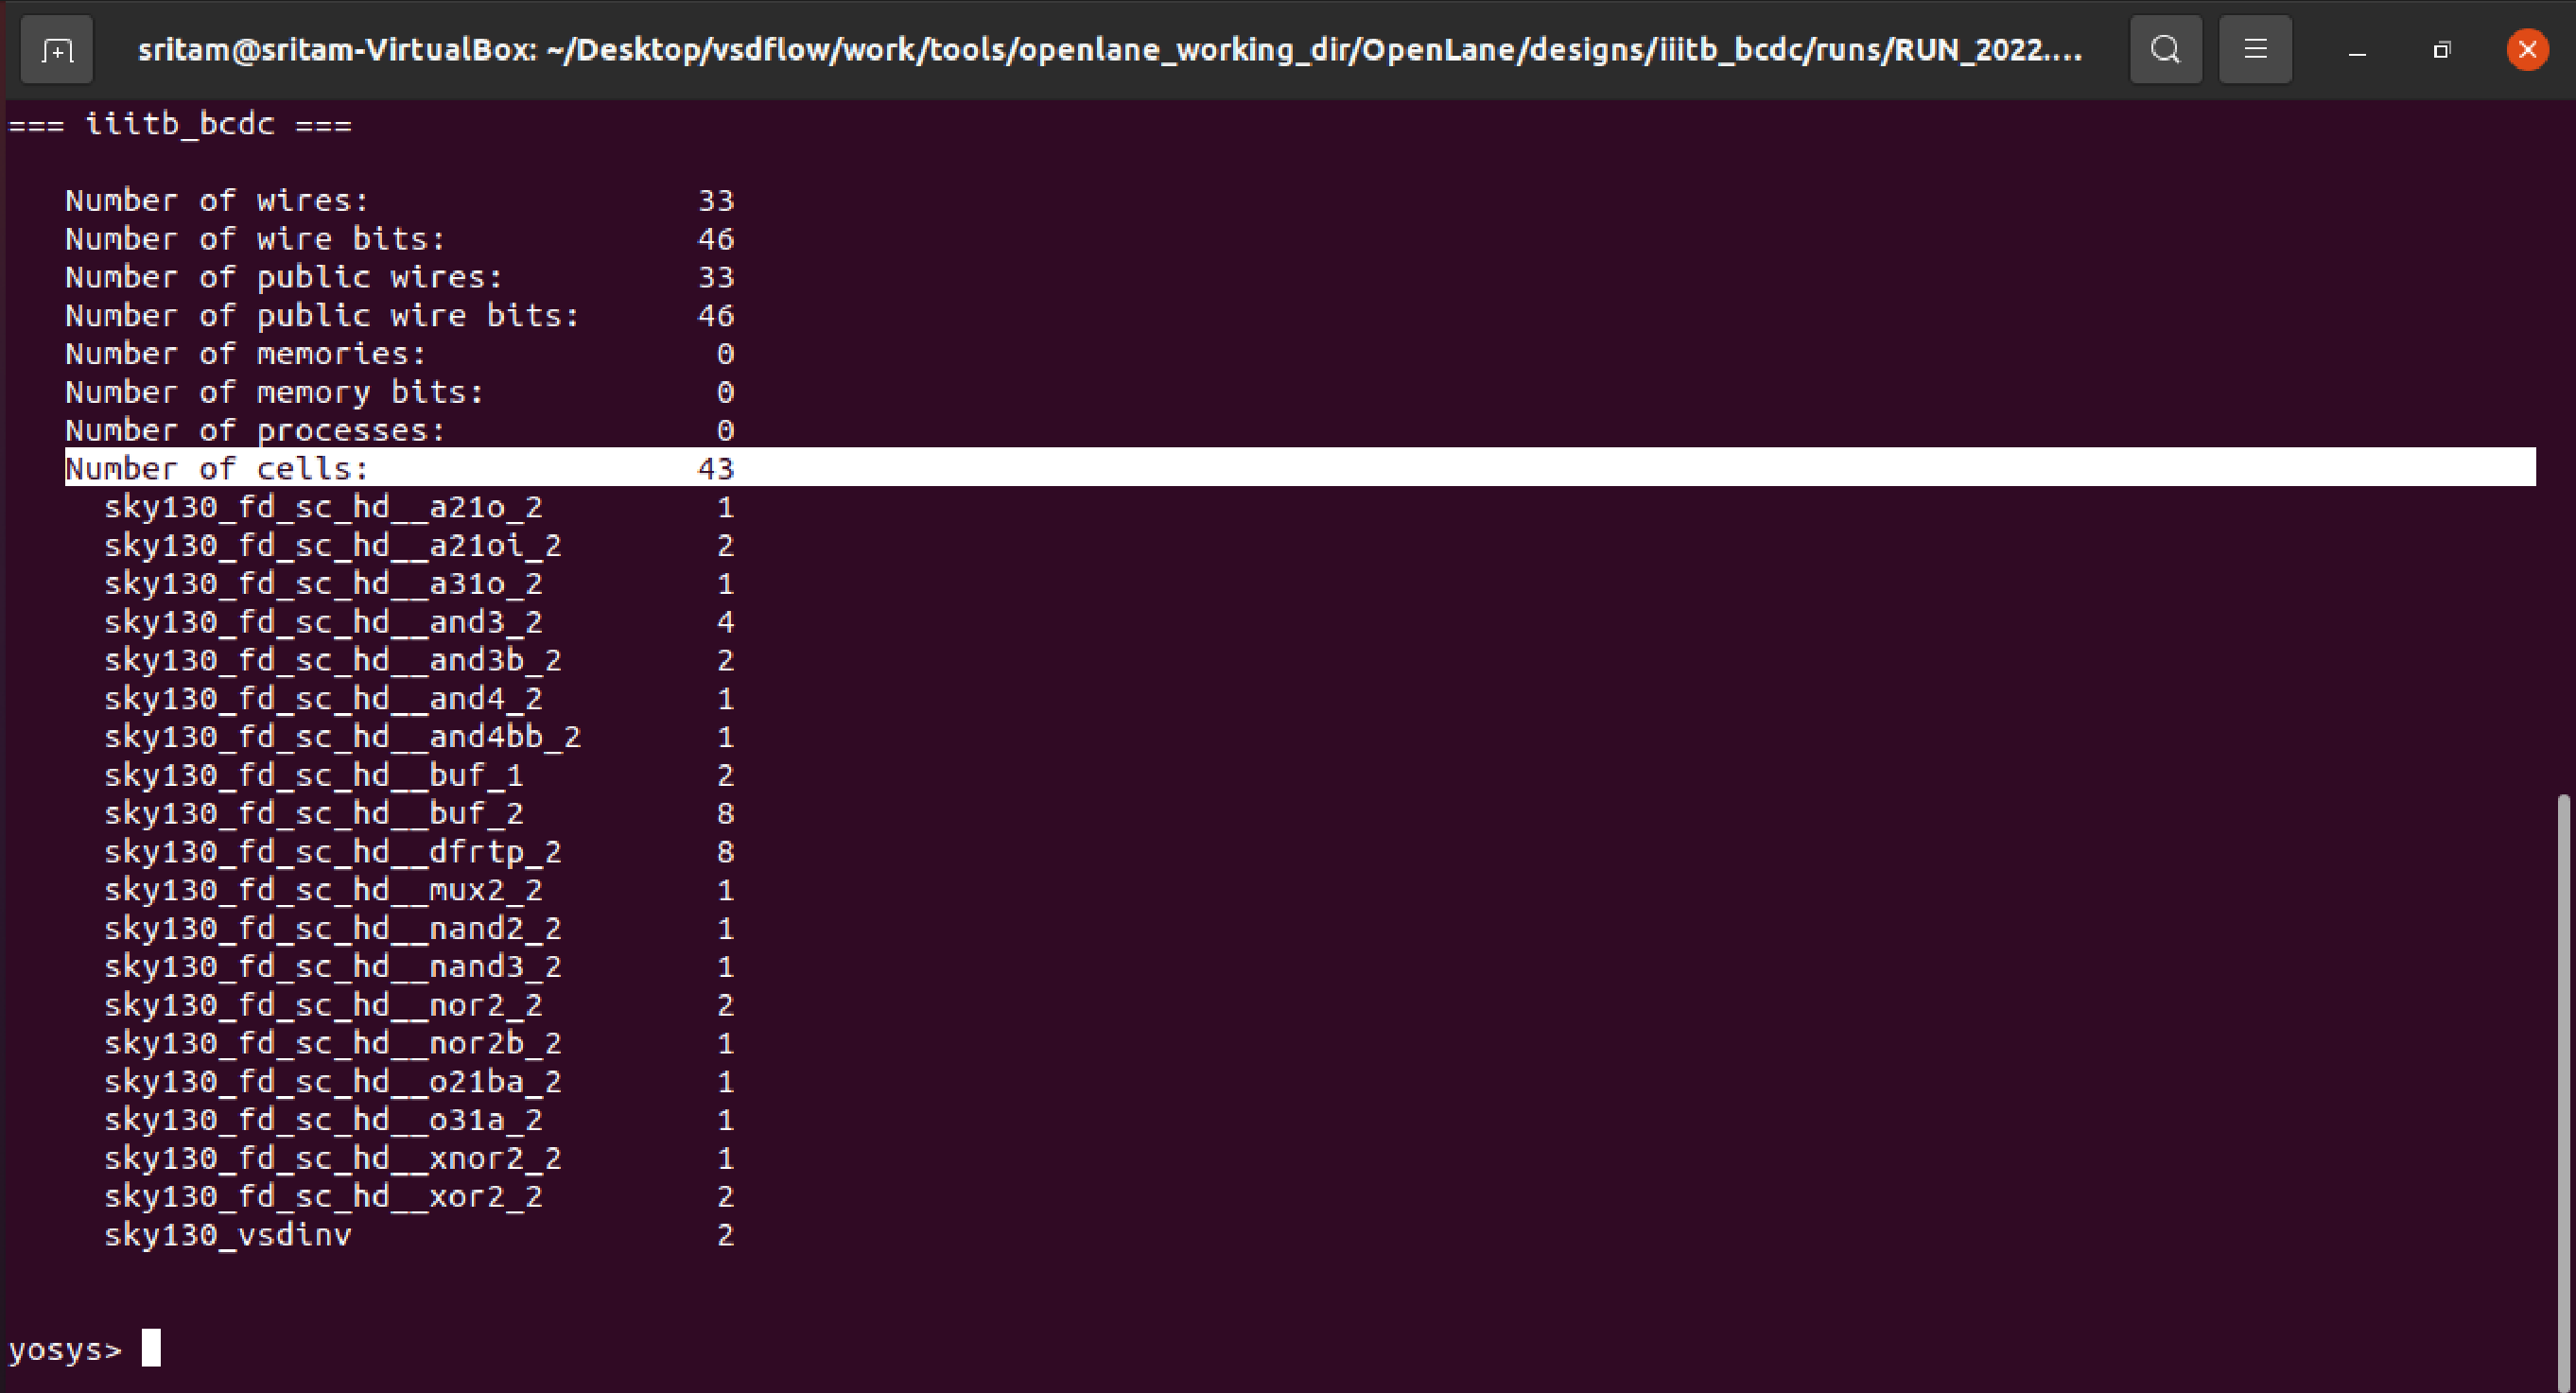 sritam@sritam-VirtualBox: ~/Desktop/vsdflow/work/tools/openlane_working_dir/OpenLane/designs/iiitb_bcdc/runs/RUN_2022....
=== iiitb_bcdc ===
Number of wires: 33
Number of wire bits: 46
Number of public wires: 33
Number of public wire bits: 46
Number of memories: 0
Number of memory bits: 0
Number of processes: 0
Number of cells: 43
sky130_fd_sc_hd__a21o_2 1
sky130_fd_sc_hd__a21oi_2 2
sky130_fd_sc_hd__a31o_2 1
sky130_fd_sc_hd__and3_2 4
sky130_fd_sc_hd__and3b_2 2
sky130_fd_sc_hd__and4_2 1
sky130_fd_sc_hd__and4bb_2 1
sky130_fd_sc_hd__buf_1 2
sky130_fd_sc_hd__buf_2 8
sky130_fd_sc_hd__dfrtp_2 8
sky130_fd_sc_hd__mux2_2 1
sky130_fd_sc_hd__nand2_2 1
sky130_fd_sc_hd__nand3_2 1
sky130_fd_sc_hd__nor2_2 2
sky130_fd_sc_hd__nor2b_2 1
sky130_fd_sc_hd__o21ba_2 1
sky130_fd_sc_hd__o31a_2 1
sky130_fd_sc_hd__xnor2_2 1
sky130_fd_sc_hd__xor2_2 2
sky130_vsdinv 2
yosys>